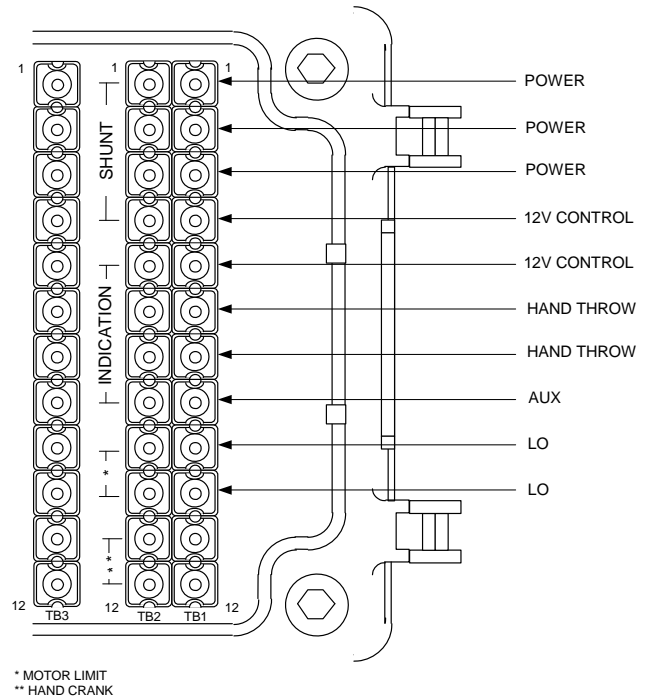 1
1
1
POWER
POWER
POWER
12V CONTROL
12V CONTROL
HAND THROW
HAND THROW
AUX
LO
LO
SHUNT
INDICATION
*
* *
12
TB3
12
TB2
TB1
12
* MOTOR LIMIT
** HAND CRANK